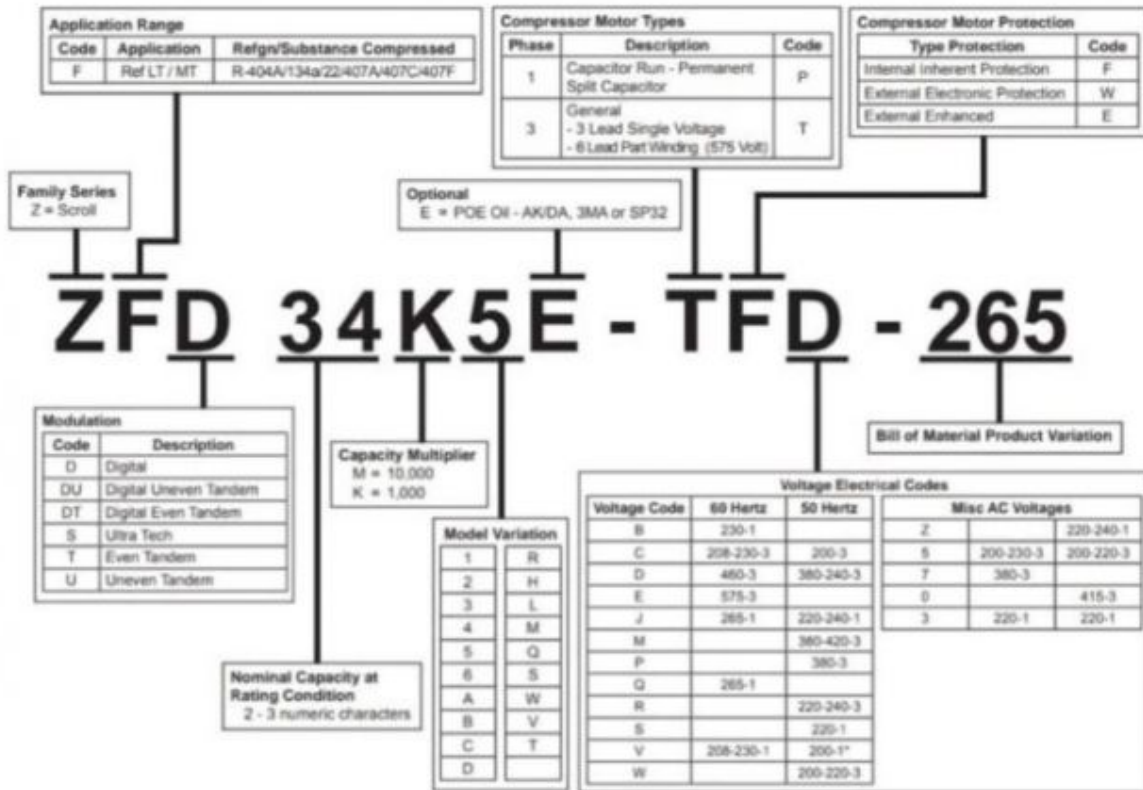 Application Range
Code Application Refgn/Substance Compressed
F Ref LT / MT R-404A/134a/22/407A/407C/407F
Compressor Motor Types
Phase Description Code
1 Capacitor Run - Permanent Split Capacitor P
3 General
- 3 Lead Single Voltage
- 6 Lead Part Winding (575 Volt) T
Compressor Motor Protection
Type Protection Code
Internal Inherent Protection F
External Electronic Protection W
External Enhanced E
Family Series
Z = Scroll
Optional
E = POE Oil - AK/DA, 3MA or SP32
ZFD 34K5E - TFD - 265
Modulation
Code Description
D Digital
DU Digital Uneven Tandem
DT Digital Even Tandem
S Ultra Tech
T Even Tandem
U Uneven Tandem
Capacity Multiplier
M = 10,000
K = 1,000
Bill of Material Product Variation
Nominal Capacity at
Rating Condition
2 - 3 numeric characters
Model Variation
1 R
2 H
3 L
4 M
5 Q
6 S
A W
B V
C T
D
Voltage Electrical Codes
Voltage Code 60 Hertz 50 Hertz
B 230-1
C 208-230-3 200-3
D 460-3 380-240-3
E 575-3
J 265-1 220-240-1
M 380-420-3
P 380-3
Q 265-1
R 220-240-3
S 220-1
V 208-230-1 200-1*
W 200-220-3
Misc AC Voltages
Z 220-240-1
5 200-230-3 200-220-3
7 380-3
0 415-3
3 220-1 220-1